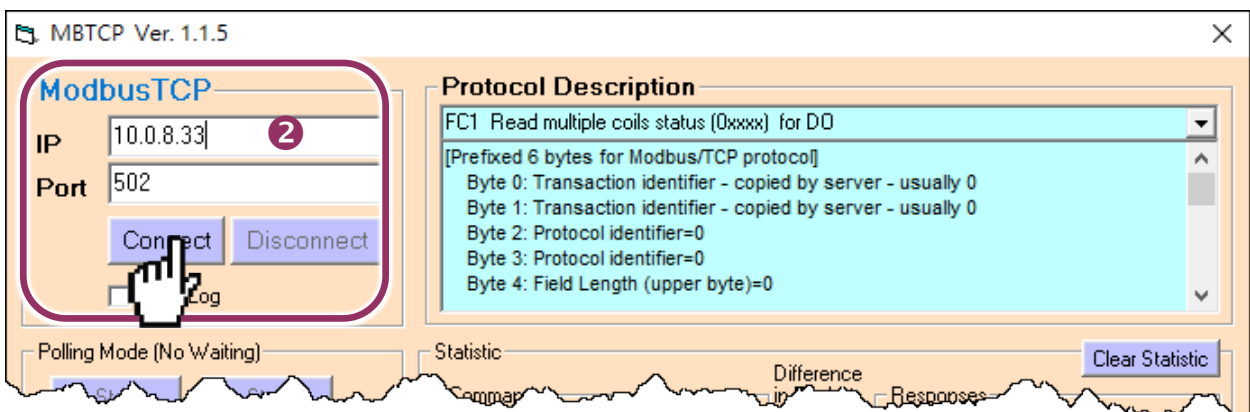 MBTCP Ver. 1.1.5
ModbusTCP
IP 10.0.8.33
2
Port 502
Connect Disconnect
Log
Protocol Description
FC1 Read multiple coils status (0xxxx) for DO
[Prefixed 6 bytes for Modbus/TCP protocol]
Byte 0: Transaction identifier - copied by server - usually 0
Byte 1: Transaction identifier - copied by server - usually 0
Byte 2: Protocol identifier=0
Byte 3: Protocol identifier=0
Byte 4: Field Length (upper byte)=0
Polling Mode (No Waiting)
Statistic
Clear Statistic
Difference
Responses